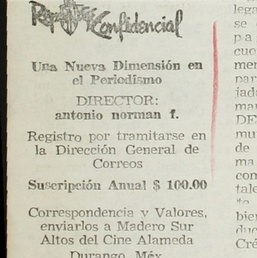 Reportaje Confidencial
Una Nueva Dimensión en
el Periodismo
DIRECTOR:
antonio norman f.
Registro por tramitarse en
la Dirección General de
Correos
Suscripción Anual $ 100.00
Correspondencia y Valores,
enviarlos a Madero Sur
Altos del Cine Alameda
Durango, Méx.